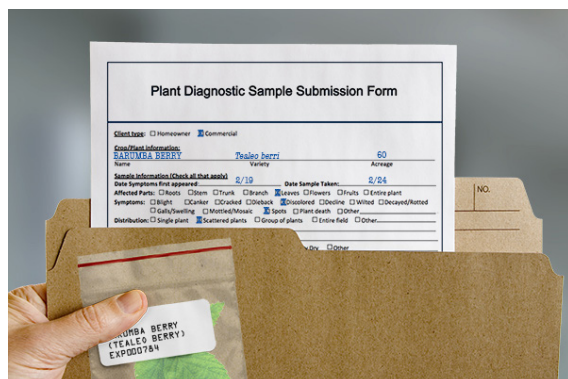 Plant Diagnostic Sample Submission Form
Client type: ☐ Homeowner ☒ Commercial
Crop/Plant information:
BARUMBA BERRY Tealeo berri 60
Name Variety Acreage
Sample Information (Check all that apply)
2/19 2/24
Date Symptoms first appeared: Date Sample Taken:
Affected Parts: ☐ Roots ☐ Stem ☐ Trunk ☐ Branch ☒ Leaves ☐ Flowers ☐ Fruits ☐ Entire plant
Symptoms: ☐ Blight ☐ Canker ☐ Cracked ☐ Dieback ☒ Discolored ☐ Decline ☐ Wilted ☐ Decayed/Rotted
☐ Galls/Swelling ☐ Mottled/Mosaic ☒ Spots ☐ Plant death ☐ Other
Distribution: ☐ Single plant ☒ Scattered plants ☐ Group of plants ☐ Entire field ☐ Other
Dry ☐ Other
NO.
BARUMBA BERRY
(TEALEO BERRY)
EXP000784